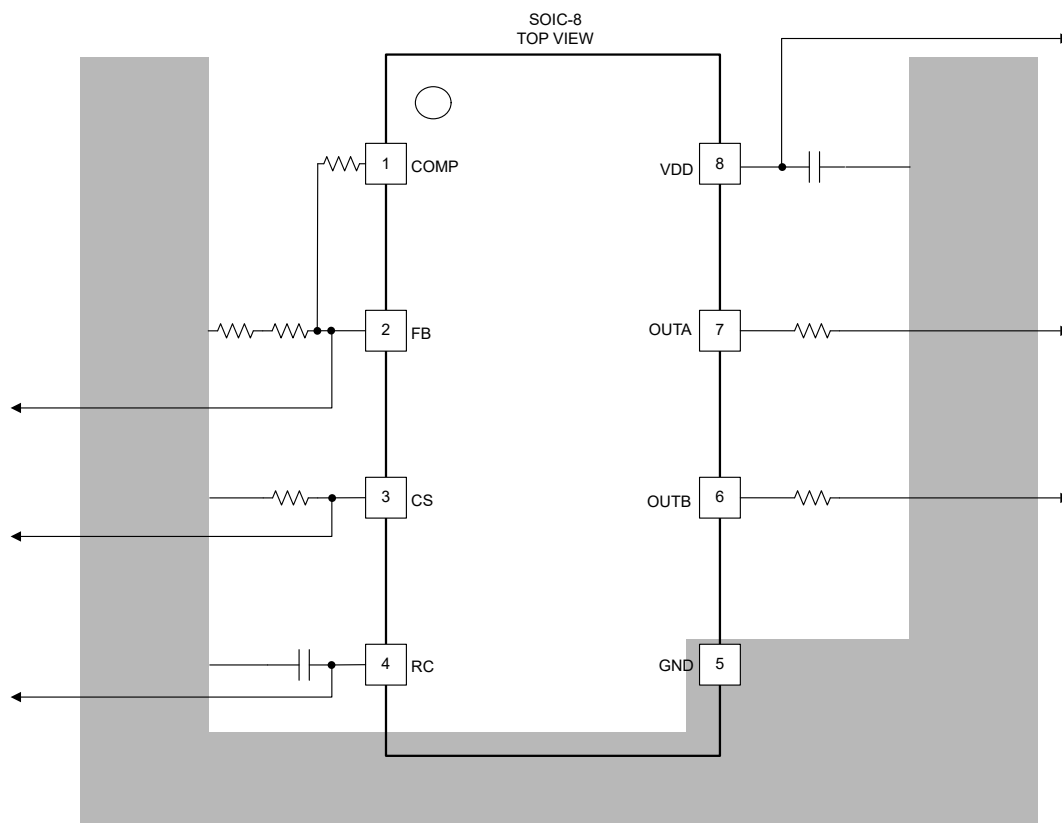 SOIC-8
TOP VIEW
1 COMP
VDD 8
2 FB
OUTA 7
3 CS
OUTB 6
4 RC
GND 5